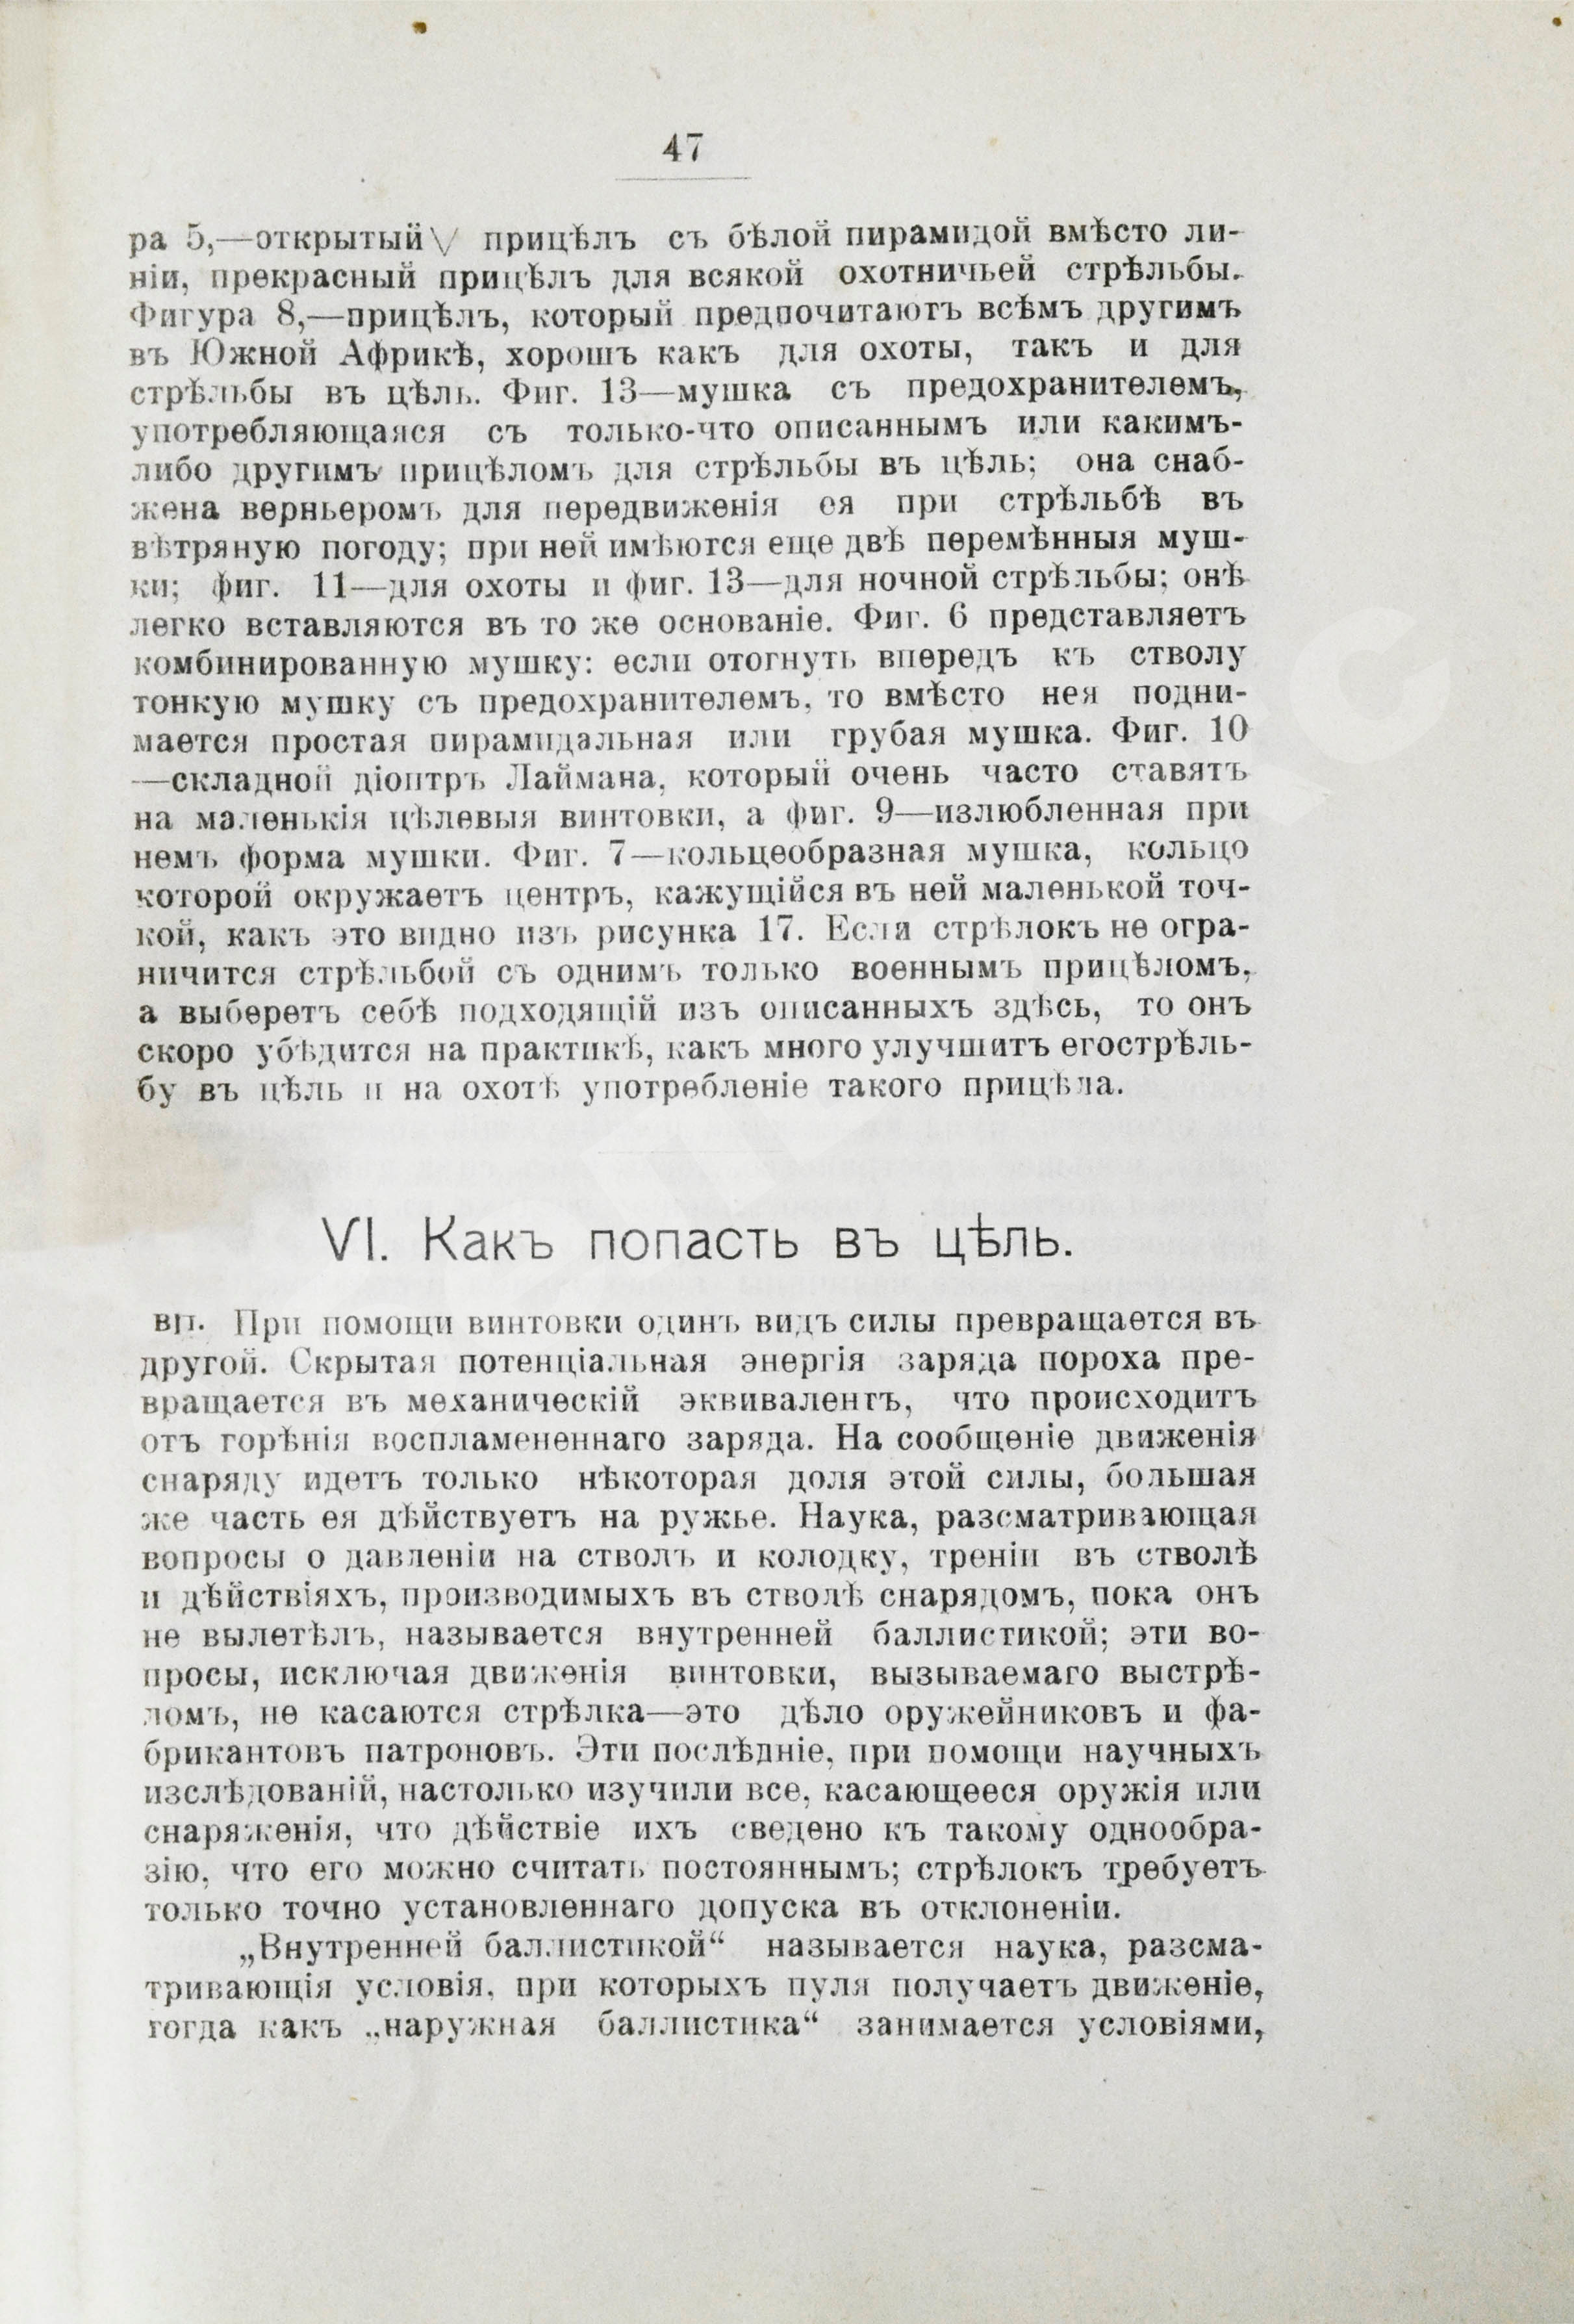 47
ра 5,—открытый V прицѣлъ съ бѣлой пирамидой вмѣсто ли-
ніи, прекрасный прицѣлъ для всякой охотничьей стрѣльбы.
Фигура 8,—прицѣлъ, который предпочитаютъ всѣмъ другимъ
въ Южной Африкѣ, хорошъ какъ для охоты, такъ и для
стрѣльбы въ цѣль. Фиг. 13—мушка съ предохранителемъ,
употребляющаяся съ только-что описаннымъ или какимъ-
либо другимъ прицѣломъ для стрѣльбы въ цѣль; она снаб-
жена верньеромъ для передвиженія ея при стрѣльбѣ въ
вѣтряную погоду; при ней имѣются еще двѣ перемѣнныя муш-
ки; фиг. 11—для охоты и фиг. 13—для ночной стрѣльбы; онѣ
легко вставляются въ то же основаніе. Фиг. 6 представляетъ
комбинированную мушку: если отогнуть впередъ къ стволу
тонкую мушку съ предохранителемъ, то вмѣсто нея подни-
мается простая пирамидальная или грубая мушка. Фиг. 10
—складной діоптръ Лаймана, который очень часто ставятъ
на маленькія цѣлевыя винтовки, а фиг. 9—излюбленная при
немъ форма мушки. Фиг. 7—кольцеобразная мушка, кольцо
которой окружаетъ центръ, кажущійся въ ней маленькой точ-
кой, какъ это видно изъ рисунка 17. Если стрѣлокъ не огра-
ничится стрѣльбой съ однимъ только военнымъ прицѣломъ,
а выберетъ себѣ подходящій изъ описанныхъ здѣсь, то онъ
скоро убѣдится на практикѣ, какъ много улучшитъ егострѣль-
бу въ цѣль и на охотѣ употребленіе такого прицѣла.
VI. Какъ попасть въ цѣль.
вп. При помощи винтовки одинъ видъ силы превращается въ
другой. Скрытая потенціальная энергія заряда пороха пре-
вращается въ механическій эквивалентъ, что происходитъ
отъ горѣнія воспламененнаго заряда. На сообщеніе движенія
снаряду идетъ только нѣкоторая доля этой силы, большая
же часть ея дѣйствуетъ на ружье. Наука, разсматривающая
вопросы о давленіи на стволъ и колодку, треніи въ стволѣ
и дѣйствіяхъ, производимыхъ въ стволѣ снарядомъ, пока онъ
не вылетѣлъ, называется внутренней баллистикой; эти во-
просы, исключая движенія винтовки, вызываемаго выстрѣ-
ломъ, не касаются стрѣлка—это дѣло оружейниковъ и фа-
брикантовъ патроновъ. Эти послѣдніе, при помощи научныхъ
изслѣдованій, настолько изучили все, касающееся оружія или
снаряженія, что дѣйствіе ихъ сведено къ такому однообра-
зію, что его можно считать постояннымъ; стрѣлокъ требуетъ
только точно установленнаго допуска въ отклоненіи.
„Внутренней баллистикой“ называется наука, разсма-
тривающія условія, при которыхъ пуля получаетъ движеніе,
тогда какъ „наружная баллистика“ занимается условіями,